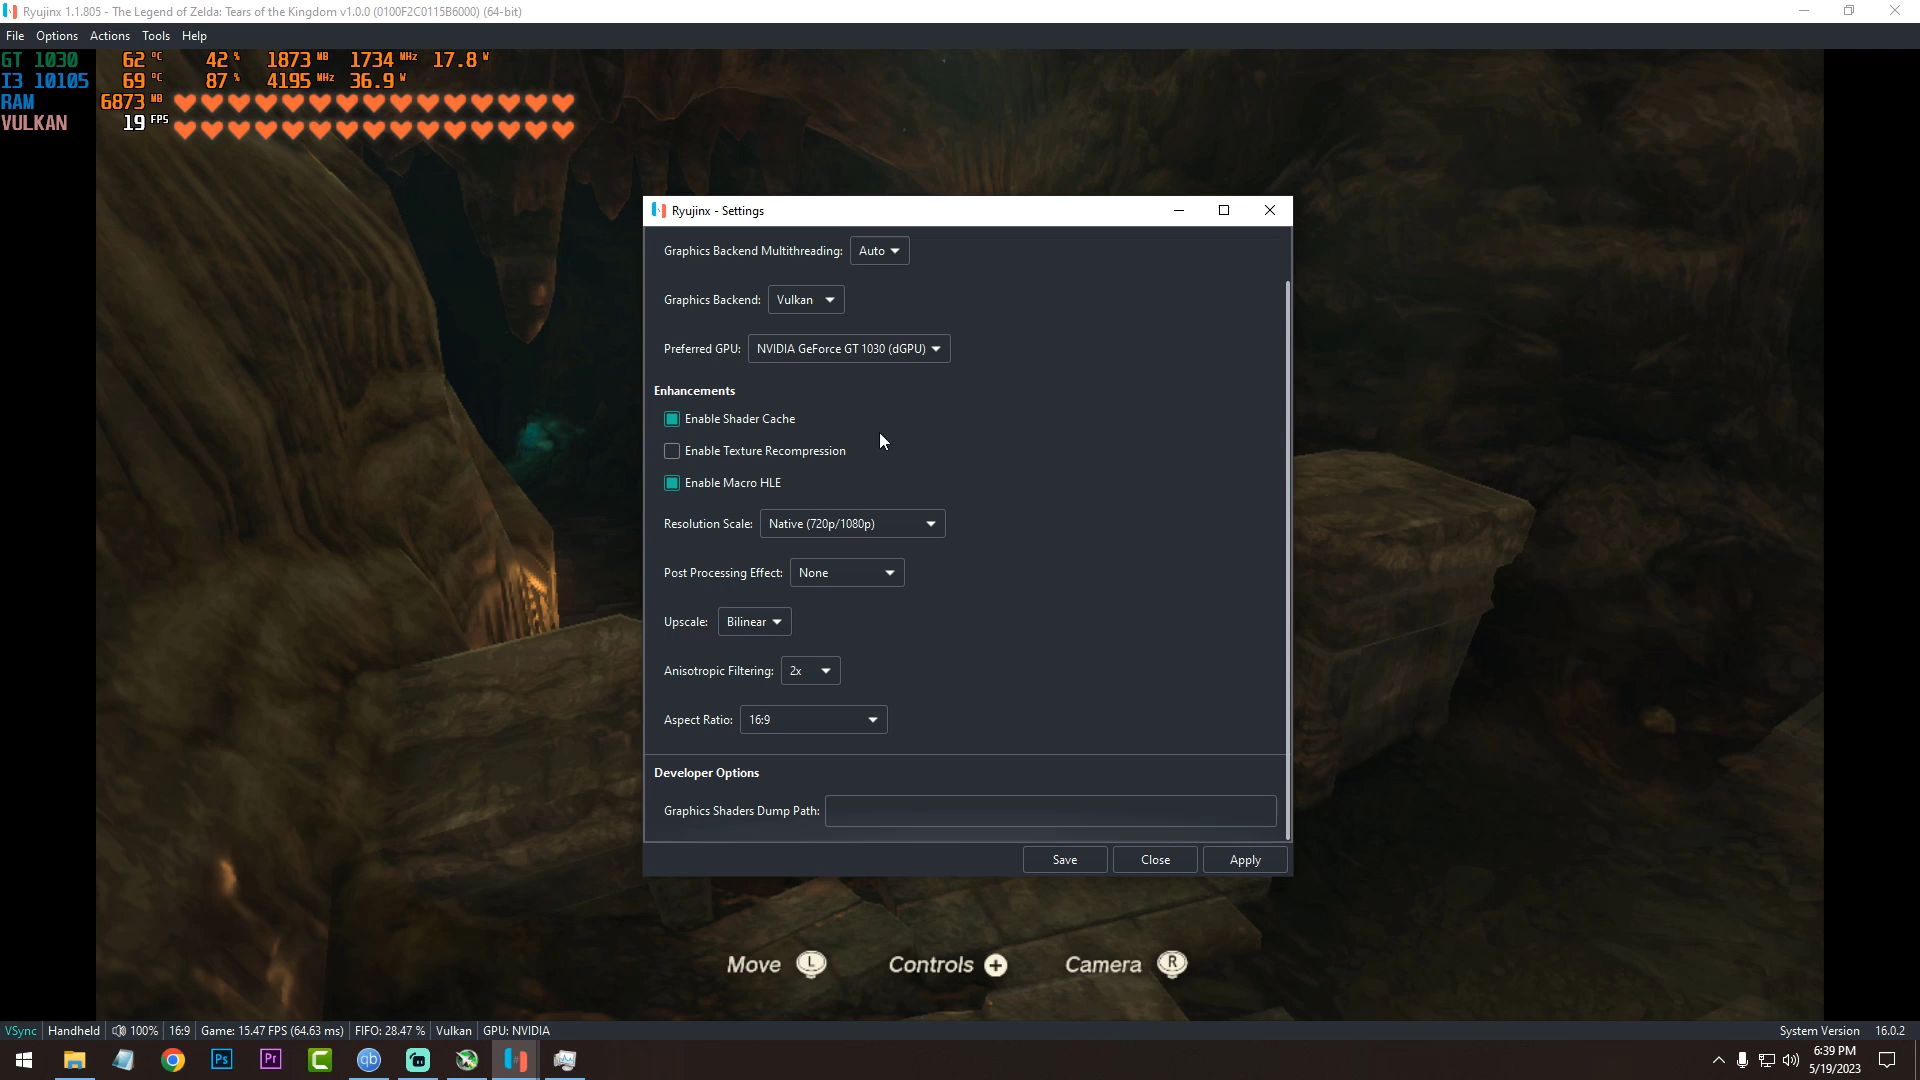 Ryujinx 1.1.805 - The Legend of Zelda: Tears of the Kingdom v1.0.0 (0100F2C0115B6000) (64-bit)
File Options Actions Tools Help
GT 1030 62 °C 42 % 1873 MB 1734 MHz 17.8 W
I3 10105 69 °C 87 % 4195 MHz 36.9 W
RAM 6873 MB
VULKAN 19 FPS
Ryujinx - Settings
Graphics Backend Multithreading: Auto
Graphics Backend: Vulkan
Preferred GPU: NVIDIA GeForce GT 1030 (dGPU)
Enhancements
Enable Shader Cache
Enable Texture Recompression
Enable Macro HLE
Resolution Scale: Native (720p/1080p)
Post Processing Effect: None
Upscale: Bilinear
Anisotropic Filtering: 2x
Aspect Ratio: 16:9
Developer Options
Graphics Shaders Dump Path:
Save Close Apply
Move L Controls + Camera R
VSync Handheld 100% 16:9 Game: 15.47 FPS (64.63 ms) FIFO: 28.47 % Vulkan GPU: NVIDIA System Version 16.0.2
Ps Pr C qb
6:39 PM
5/19/2023